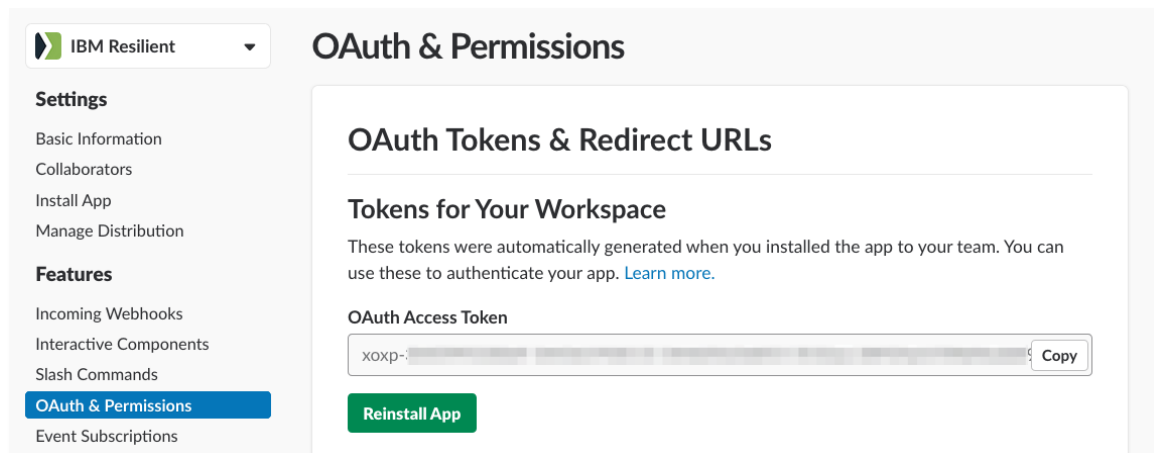 IBM Resilient
Settings
Basic Information
Collaborators
Install App
Manage Distribution
Features
Incoming Webhooks
Interactive Components
Slash Commands
OAuth & Permissions
Event Subscriptions
OAuth & Permissions
OAuth Tokens & Redirect URLs
Tokens for Your Workspace
These tokens were automatically generated when you installed the app to your team. You can
use these to authenticate your app. Learn more.
OAuth Access Token
xoxp-
Copy
Reinstall App